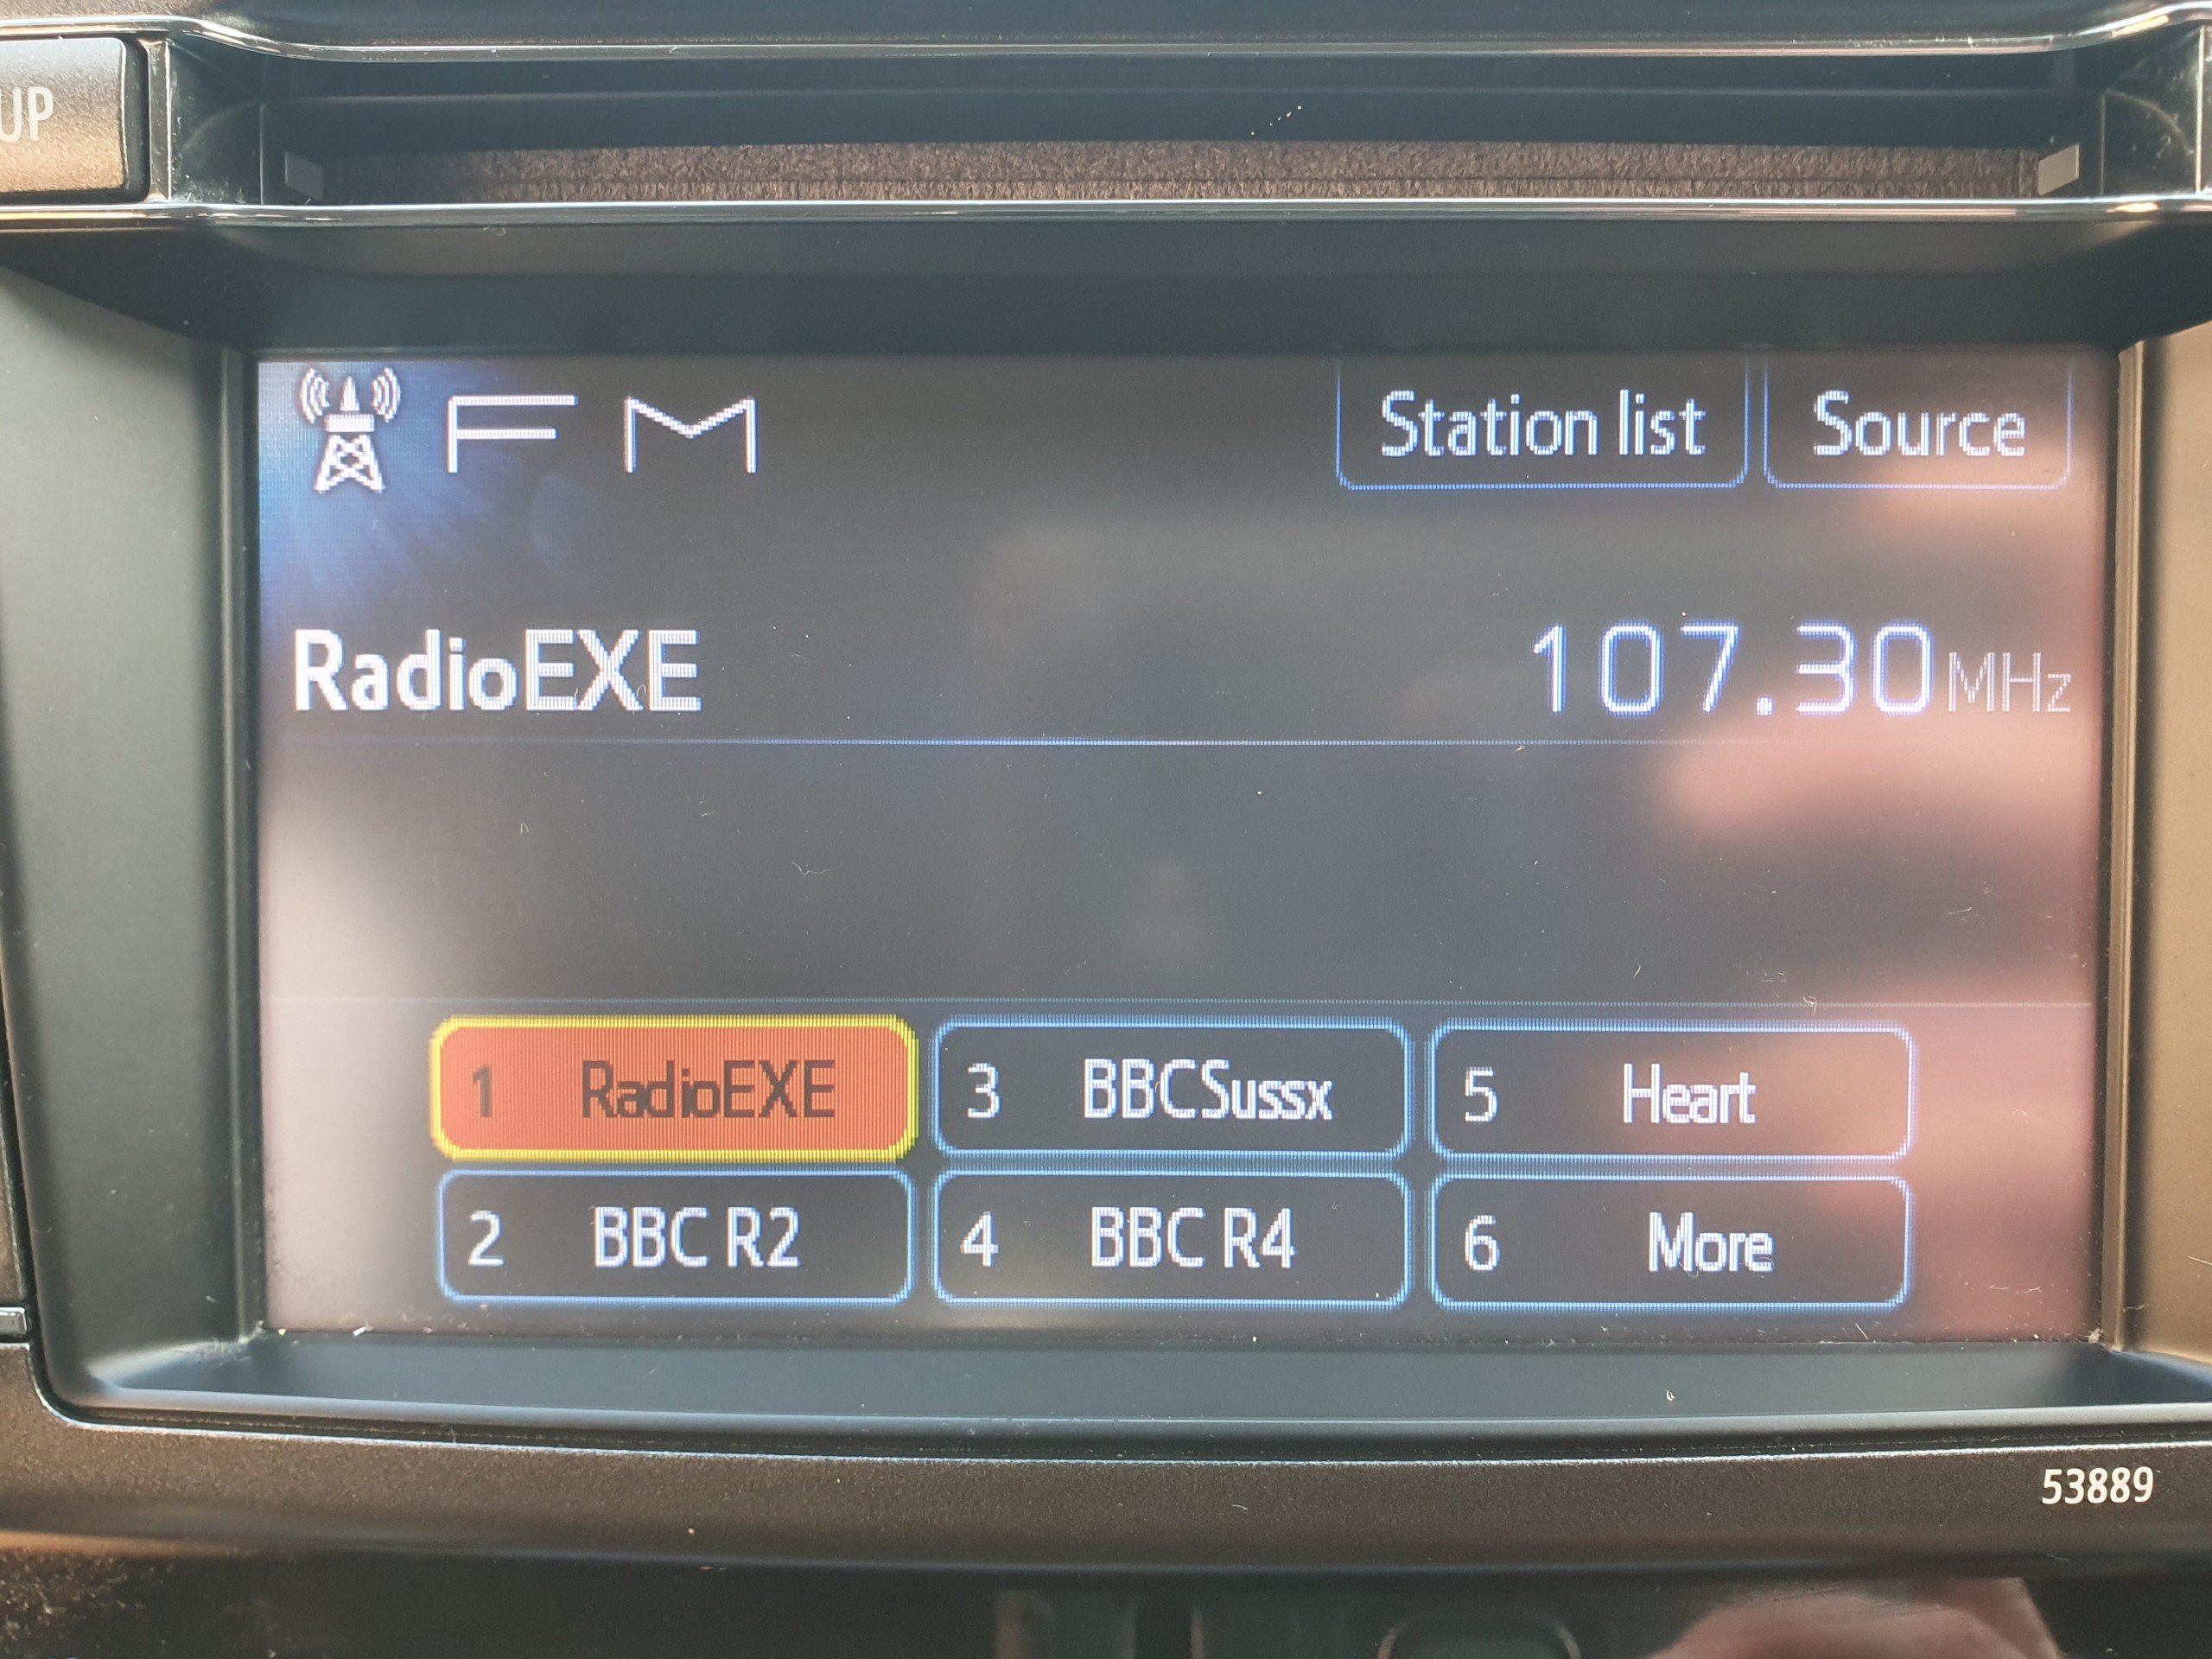 UP
FM
Station list
Source
RadioEXE
107.30MHz
1 RadioEXE
3 BBCSussx
5 Heart
2 BBC R2
4 BBC R4
6 More
53889